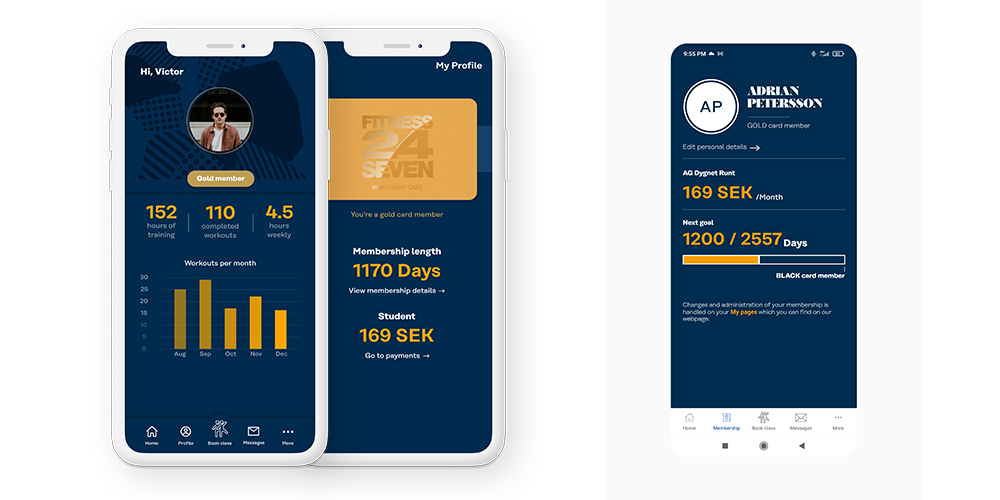 Hi, Victor
Gold member
152
hours of
training
110
completed
workouts
4.5
hours
weekly
Workouts per month
30
25
20
15
10
5
0
Aug Sep Oct Nov Dec
Home Profile Book class Messages More
My Profile
FITNESS
24
SEVEN
MEMBERSHIP CARD
You're a gold card member
Membership length
1170 Days
View membership details →
Student
169 SEK
Go to payments →
9:55 PM
AP
ADRIAN
PETERSSON
GOLD card member
Edit personal details →
AG Dygnet Runt
169 SEK /Month
Next goal
1200 / 2557 Days
BLACK card member
Changes and administration of your membership is
handled on your My pages which you can find on our
webpage.
Home Membership Book class Messages More